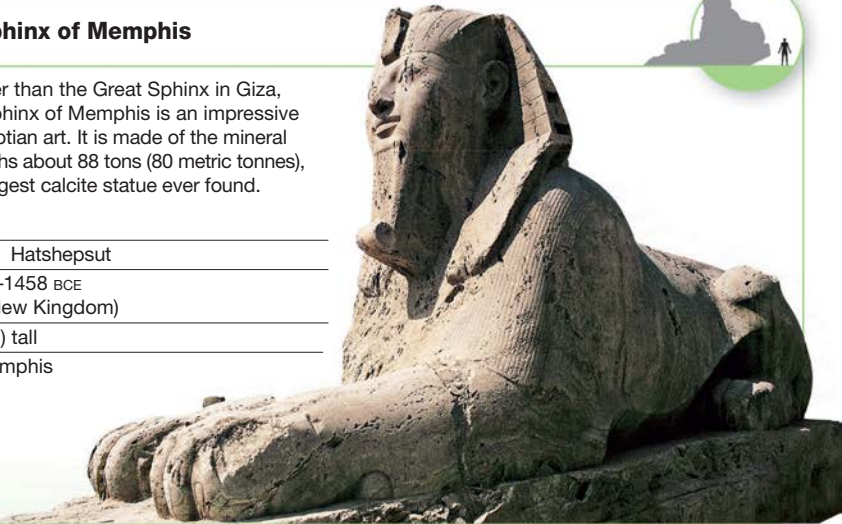 phinx of Memphis
er than the Great Sphinx in Giza,
phinx of Memphis is an impressive
ptian art. It is made of the mineral
hs about 88 tons (80 metric tonnes),
gest calcite statue ever found.
Hatshepsut
–1458 BCE
New Kingdom)
) tall
mphis